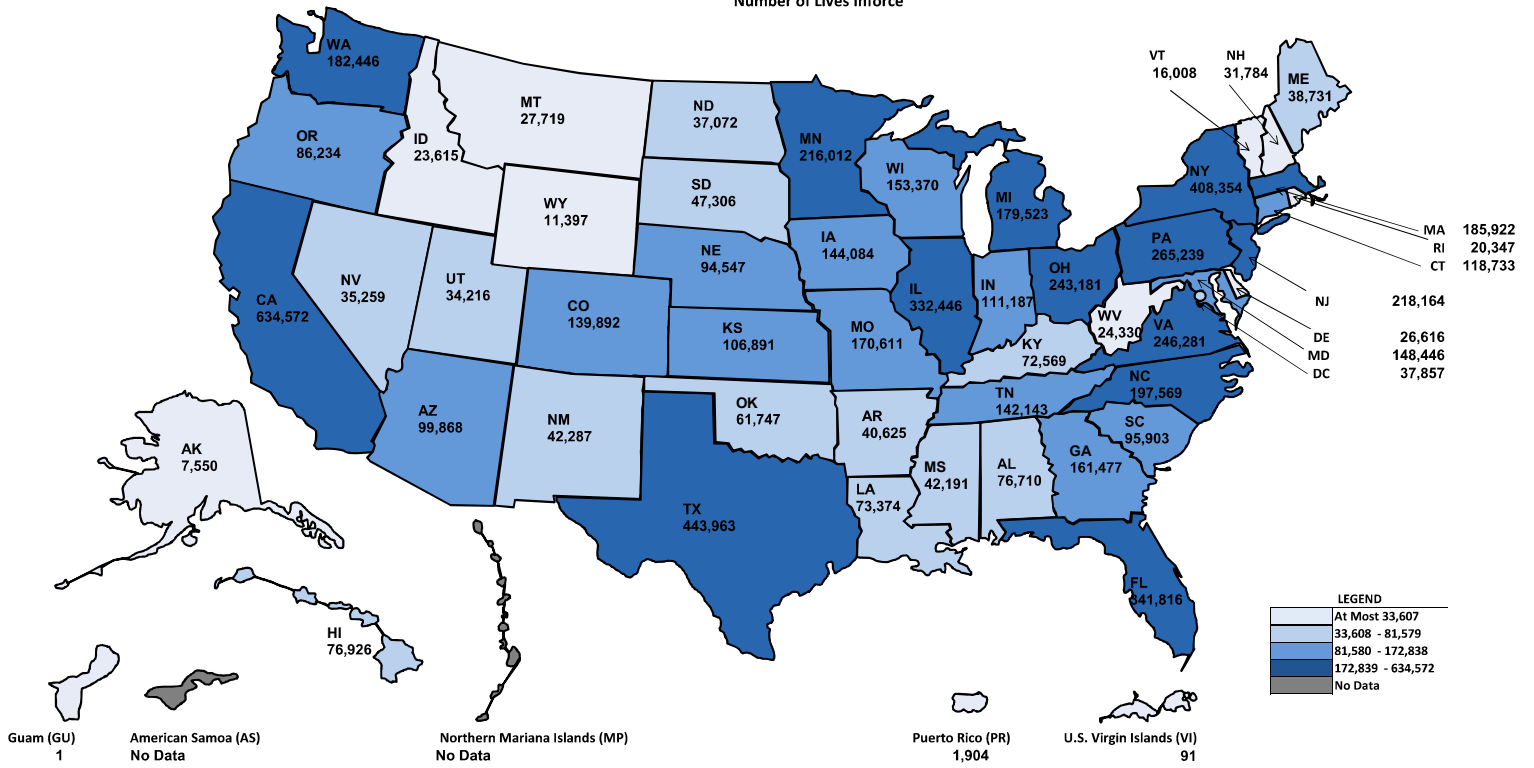 Number of Lives Inforce
WA
182,446
VT
16,008
NH
31,784
ME
38,731
MT
27,719
ND
37,072
OR
86,234
ID
23,615
MN
216,012
WI
153,370
NY
408,354
SD
47,306
WY
11,397
MI
179,523
MA 185,922
RI 20,347
CT 118,733
IA
144,084
PA
265,239
NE
94,547
NV
35,259
UT
34,216
CA
634,572
CO
139,892
IL
332,446
IN
111,187
OH
243,181
NJ 218,164
WV
24,330
VA
246,281
DE 26,616
MD 148,446
DC 37,857
KS
106,891
MO
170,611
KY
72,569
NC
197,569
TN
142,143
AZ
99,868
NM
42,287
OK
61,747
AR
40,625
SC
95,903
AK
7,550
MS
42,191
AL
76,710
GA
161,477
LA
73,374
TX
443,963
FL
341,816
HI
76,926
LEGEND
At Most 33,607
33,608 - 81,579
81,580 - 172,838
172,839 - 634,572
No Data
Guam (GU)
1
American Samoa (AS)
No Data
Northern Mariana Islands (MP)
No Data
Puerto Rico (PR)
1,904
U.S. Virgin Islands (VI)
91